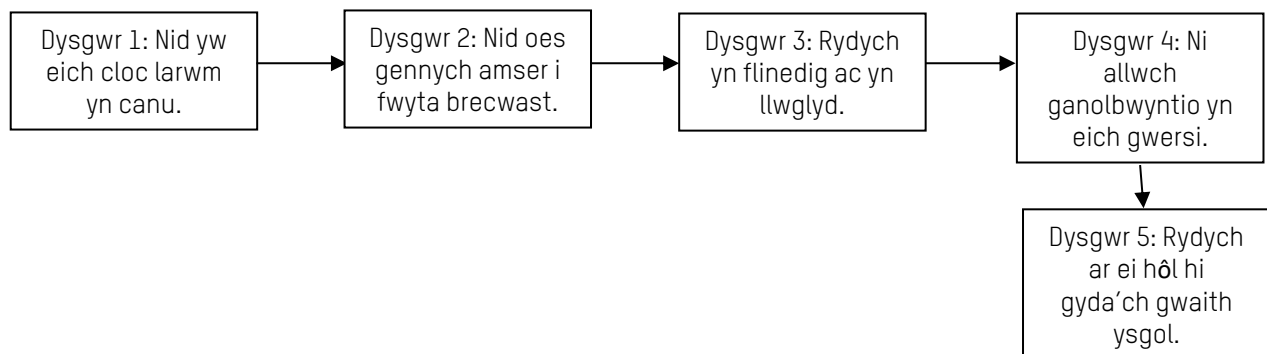 Dysgwr 1: Nid yw
eich cloc larwm
yn canu.
Dysgwr 2: Nid oes
gennych amser i
fwyta brecwast.
Dysgwr 3: Rydych
yn flinedig ac yn
llwglyd.
Dysgwr 4: Ni
allwch
ganolbwyntio yn
eich gwersi.
Dysgwr 5: Rydych
ar ei hôl hi
gyda'ch gwaith
ysgol.